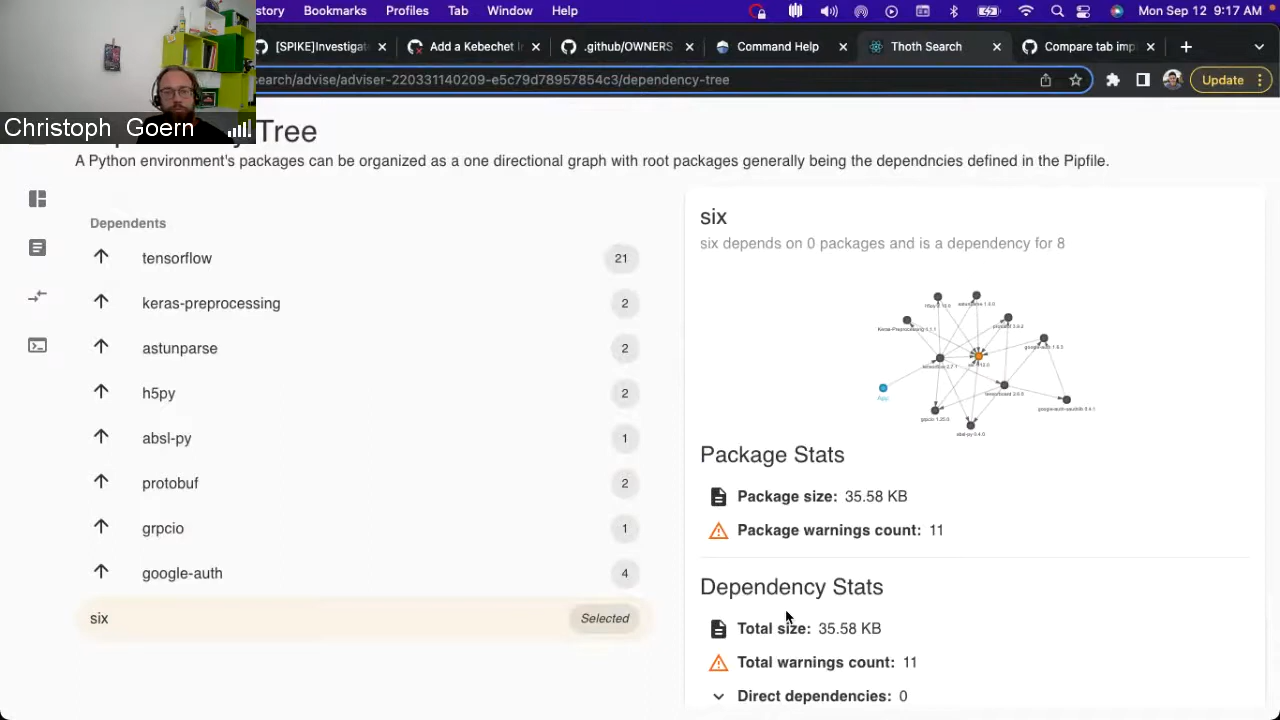 story Bookmarks Profiles Tab Window Help Mon Sep 12 9:17 AM
[SPIKE]Investigat
Add a Kebechet I
.github/OWNERS
Command Help
Thoth Search
Compare tab imp
search/advise/adviser-220331140209-e5c79d78957854c3/dependency-tree
Update
Christoph Goern
Tree
A Python environment's packages can be organized as a one directional graph with root packages generally being the dependncies defined in the Pipfile.
Dependents
tensorflow 21
keras-preprocessing 2
astunparse 2
h5py 2
absl-py 1
protobuf 2
grpcio 1
google-auth 4
six Selected
six
six depends on 0 packages and is a dependency for 8
App
Package Stats
Package size: 35.58 KB
Package warnings count: 11
Dependency Stats
Total size: 35.58 KB
Total warnings count: 11
Direct dependencies: 0